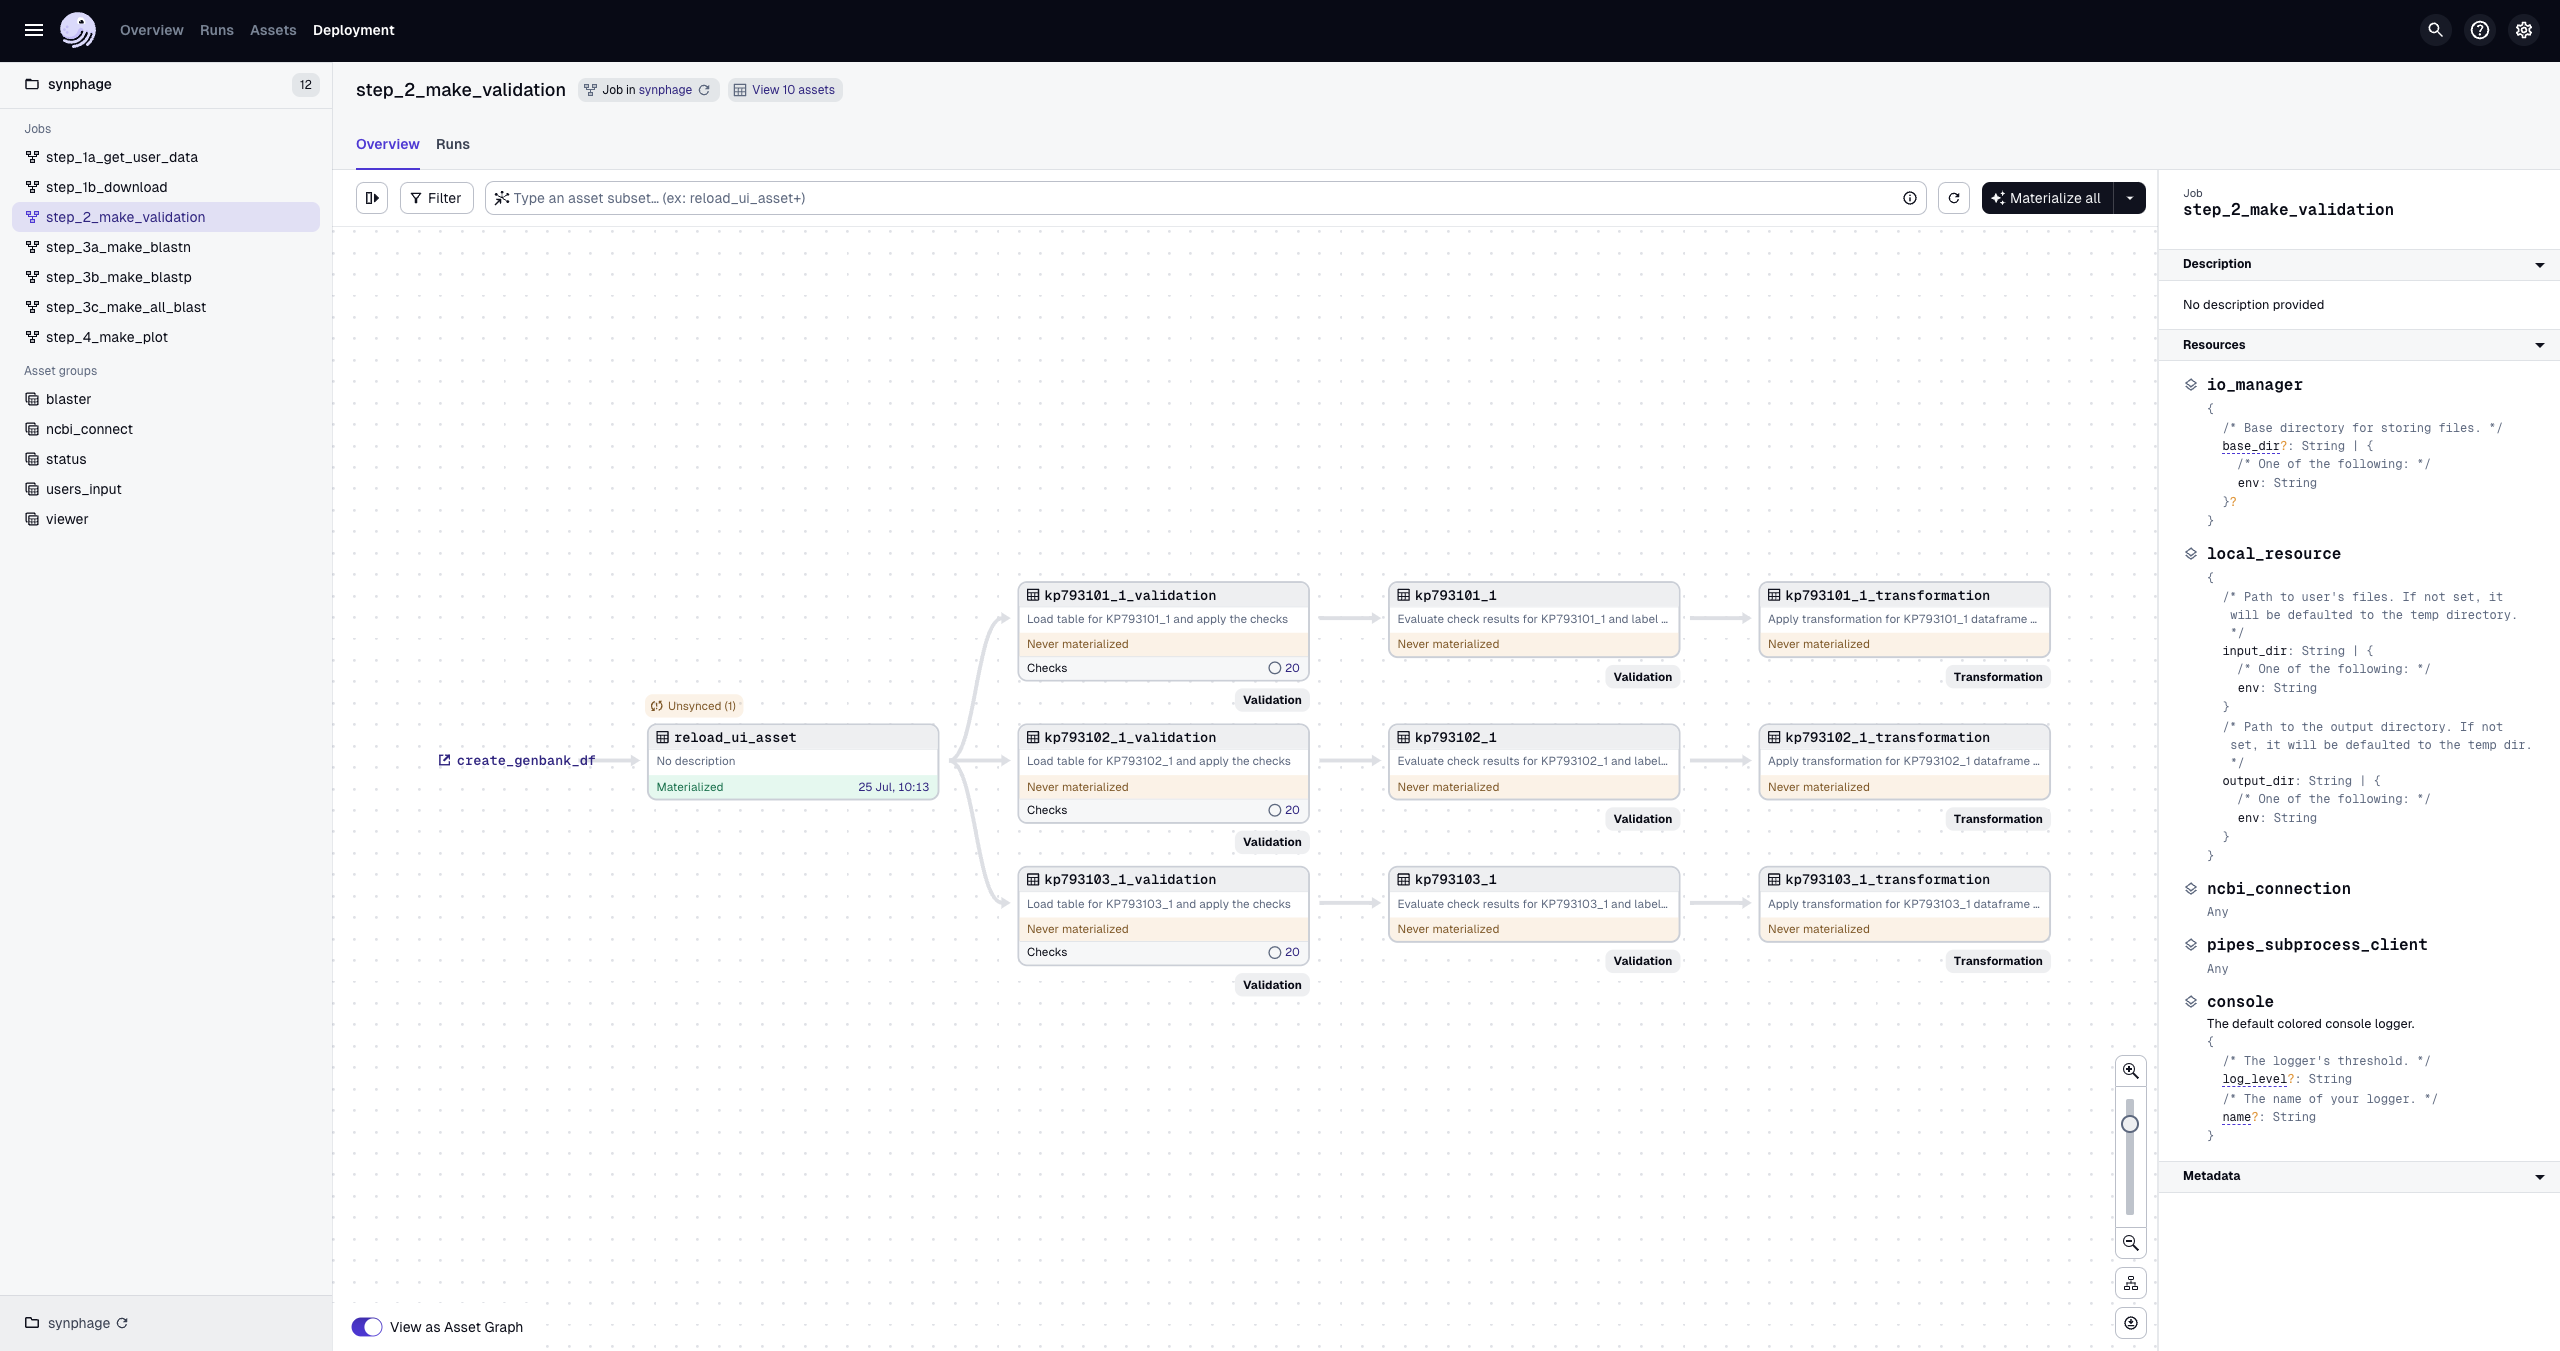 Overview Runs Assets Deployment
synphage 12
Jobs
step_1a_get_user_data
step_1b_download
step_2_make_validation
step_3a_make_blastn
step_3b_make_blastp
step_3c_make_all_blast
step_4_make_plot
Asset groups
blaster
ncbi_connect
status
users_input
viewer
synphage
step_2_make_validation Job in synphage View 10 assets
Overview Runs
Filter Type an asset subset… (ex: reload_ui_asset+) Materialize all
create_genbank_df
Unsynced (1)
reload_ui_asset
No description
Materialized 25 Jul, 10:13
kp793101_1_validation
Load table for KP793101_1 and apply the checks
Never materialized
Checks 20
Validation
kp793101_1
Evaluate check results for KP793101_1 and label …
Never materialized
Validation
kp793101_1_transformation
Apply transformation for KP793101_1 dataframe …
Never materialized
Transformation
kp793102_1_validation
Load table for KP793102_1 and apply the checks
Never materialized
Checks 20
Validation
kp793102_1
Evaluate check results for KP793102_1 and label…
Never materialized
Validation
kp793102_1_transformation
Apply transformation for KP793102_1 dataframe …
Never materialized
Transformation
kp793103_1_validation
Load table for KP793103_1 and apply the checks
Never materialized
Checks 20
Validation
kp793103_1
Evaluate check results for KP793103_1 and label…
Never materialized
Validation
kp793103_1_transformation
Apply transformation for KP793103_1 dataframe …
Never materialized
Transformation
View as Asset Graph
Job
step_2_make_validation
Description
No description provided
Resources
io_manager
{
/* Base directory for storing files. */
base_dir?: String | {
/* One of the following: */
env: String
}?
}
local_resource
{
/* Path to user's files. If not set, it
will be defaulted to the temp directory.
*/
input_dir: String | {
/* One of the following: */
env: String
}
/* Path to the output directory. If not
set, it will be defaulted to the temp dir.
*/
output_dir: String | {
/* One of the following: */
env: String
}
}
ncbi_connection
Any
pipes_subprocess_client
Any
console
The default colored console logger.
{
/* The logger's threshold. */
log_level?: String
/* The name of your logger. */
name?: String
}
Metadata